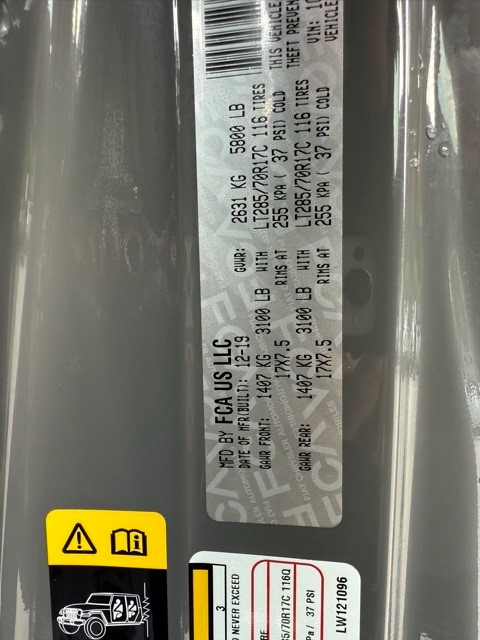 MFD BY FCA US LLC
DATE OF MFR(BUILT): 12-19 GVWR: 2631 KG 5800 LB
GAWR FRONT: 1407 KG 3100 LB WITH LT285/70R17C 116 TIRES
17X7.5 RIMS AT 255 KPA ( 37 PSI) COLD
THIS VEHICLE
THEFT PREVEN
GAWR REAR: 1407 KG 3100 LB WITH LT285/70R17C 116 TIRES
17X7.5 RIMS AT 255 KPA ( 37 PSI) COLD
VIN:
VEHICLE
D NEVER EXCEED
3
85/70R17C 116Q
Pa/ 37 PSI
LW121096